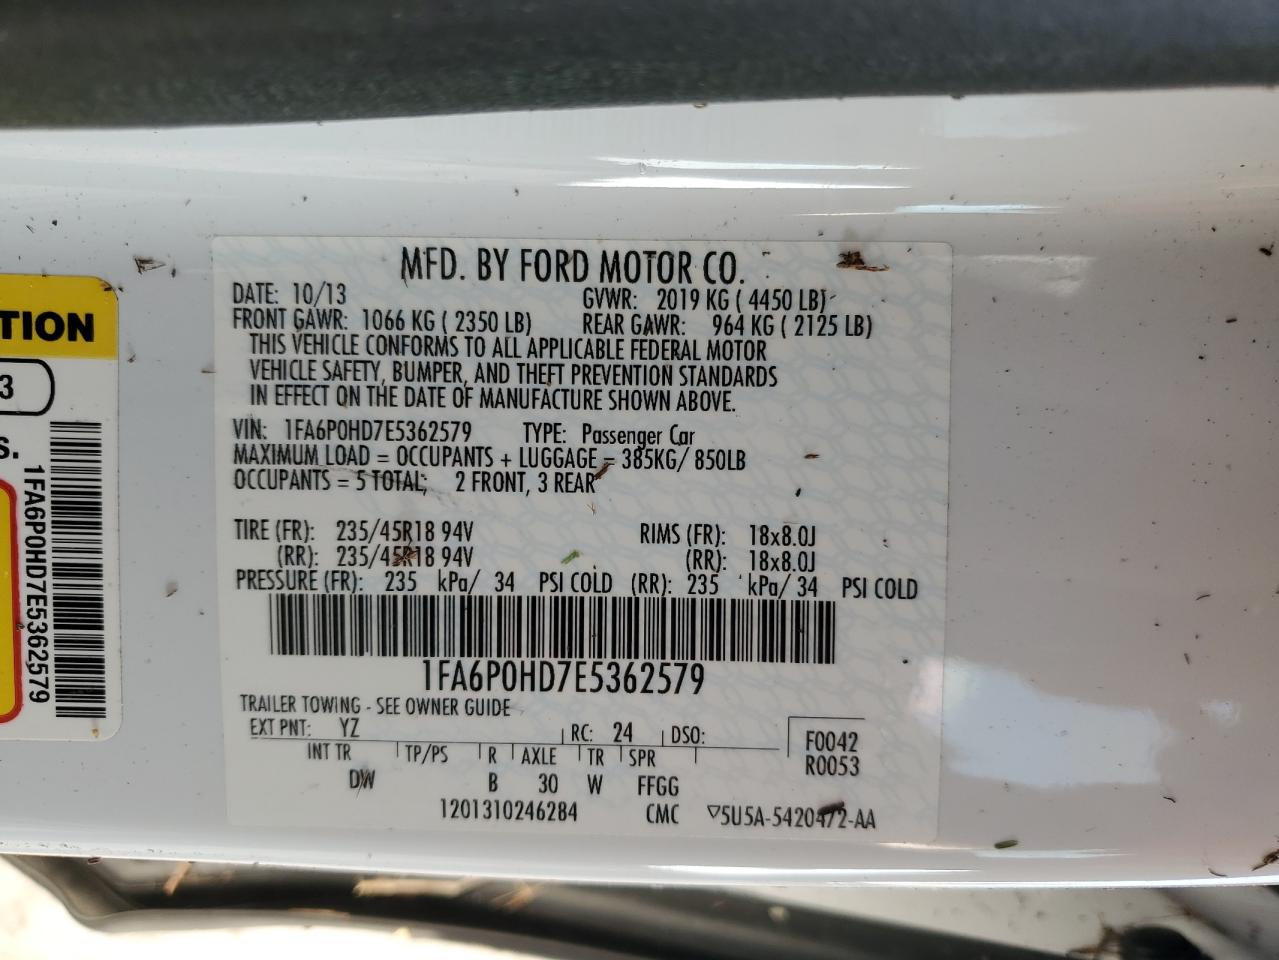 TION
3
S.
1FA6P0HD7E5362579
MFD. BY FORD MOTOR CO.
DATE: 10/13 GVWR: 2019 KG ( 4450 LB)
FRONT GAWR: 1066 KG ( 2350 LB) REAR GAWR: 964 KG ( 2125 LB)
THIS VEHICLE CONFORMS TO ALL APPLICABLE FEDERAL MOTOR
VEHICLE SAFETY, BUMPER, AND THEFT PREVENTION STANDARDS
IN EFFECT ON THE DATE OF MANUFACTURE SHOWN ABOVE.
VIN: 1FA6P0HD7E5362579 TYPE: Passenger Car
MAXIMUM LOAD = OCCUPANTS + LUGGAGE = 385KG/ 850LB
OCCUPANTS = 5 TOTAL; 2 FRONT, 3 REAR
TIRE (FR): 235/45R18 94V RIMS (FR): 18x8.0J
(RR): 235/45R18 94V (RR): 18x8.0J
PRESSURE (FR): 235 kPa/ 34 PSI COLD (RR): 235 kPa/ 34 PSI COLD
1FA6P0HD7E5362579
TRAILER TOWING - SEE OWNER GUIDE
EXT PNT: YZ RC: 24 DSO: F0042
INT TR TP/PS R AXLE TR SPR R0053
DW B 30 W FFGG
1201310246284 CMC ▽5U5A-5420472-AA